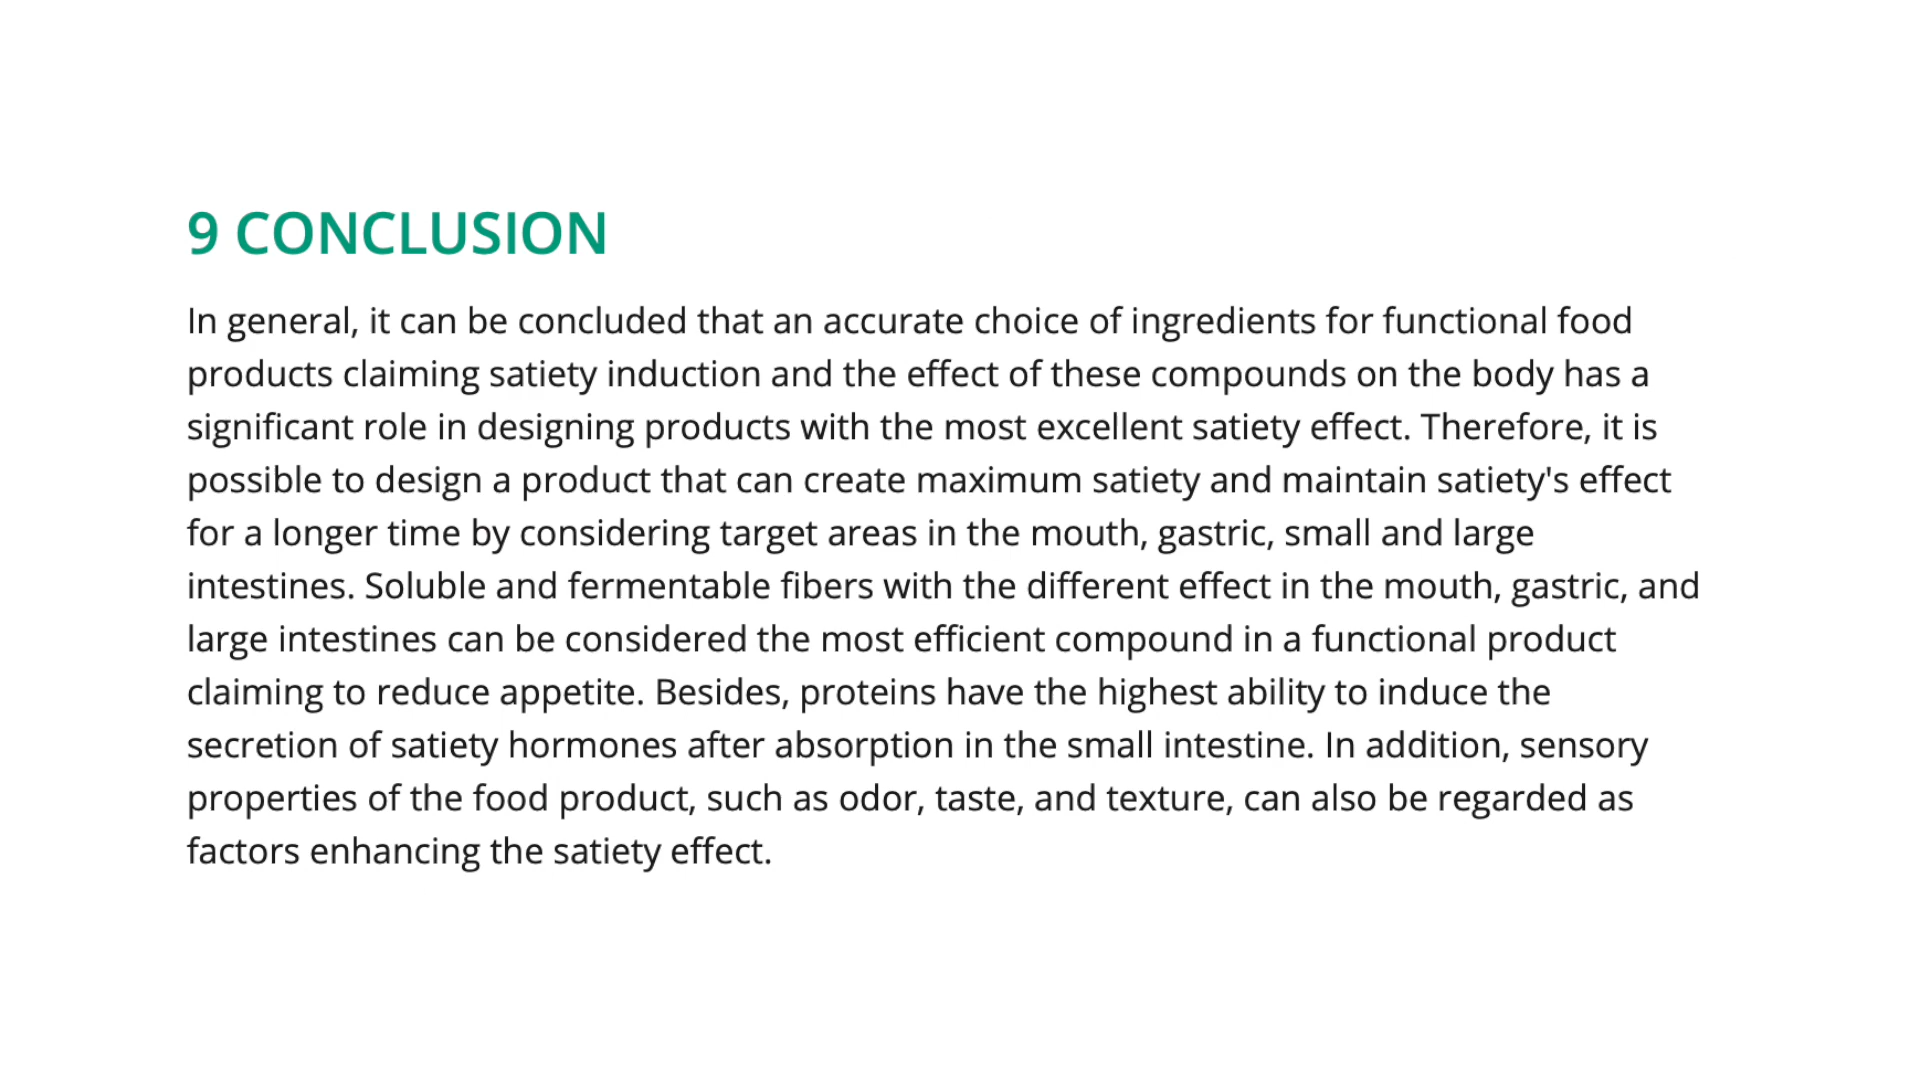 9 CONCLUSION
In general, it can be concluded that an accurate choice of ingredients for functional food
products claiming satiety induction and the effect of these compounds on the body has a
significant role in designing products with the most excellent satiety effect. Therefore, it is
possible to design a product that can create maximum satiety and maintain satiety's effect
for a longer time by considering target areas in the mouth, gastric, small and large
intestines. Soluble and fermentable fibers with the different effect in the mouth, gastric, and
large intestines can be considered the most efficient compound in a functional product
claiming to reduce appetite. Besides, proteins have the highest ability to induce the
secretion of satiety hormones after absorption in the small intestine. In addition, sensory
properties of the food product, such as odor, taste, and texture, can also be regarded as
factors enhancing the satiety effect.